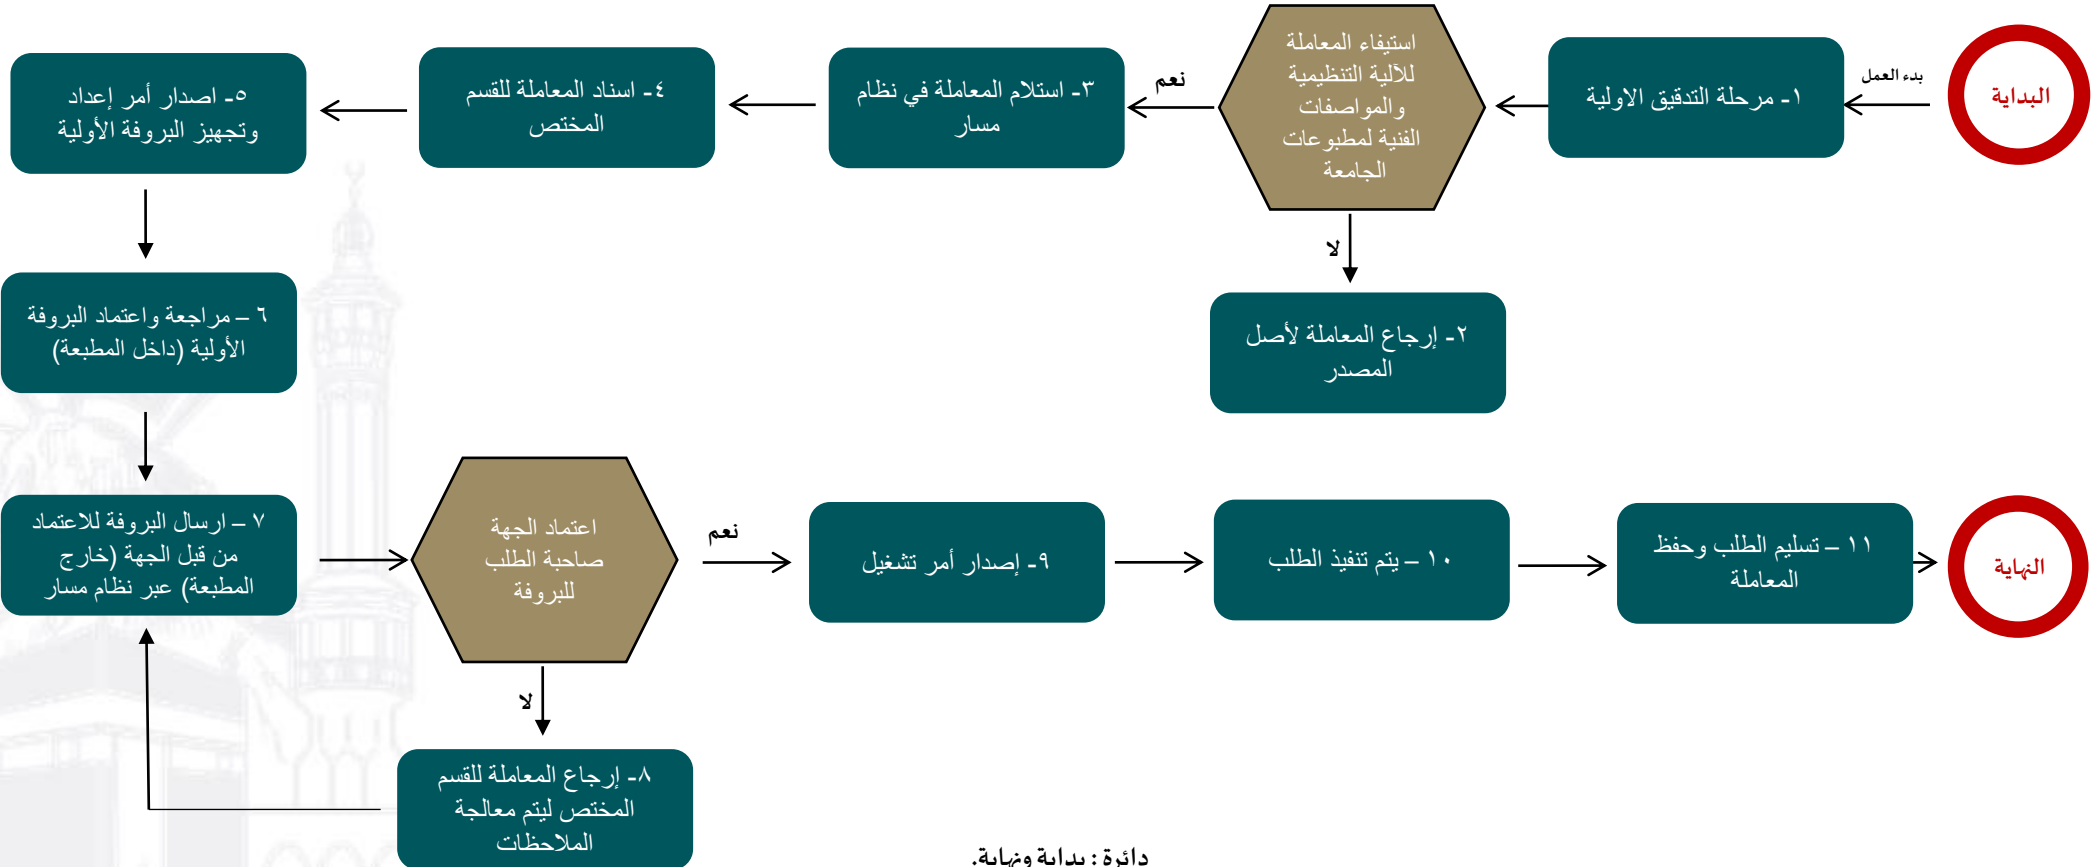 البداية
بدء العمل
١- مرحلة التدقيق الاولية
استيفاء المعاملة
للآلية التنظيمية
والمواصفات
الفنية لمطبوعات
الجامعة
نعم
لا
٢- إرجاع المعاملة لأصل
المصدر
٣- استلام المعاملة في نظام
مسار
٤- اسناد المعاملة للقسم
المختص
٥- اصدار أمر إعداد
وتجهيز البروفة الأولية
٦ – مراجعة واعتماد البروفة
الأولية (داخل المطبعة)
٧ – ارسال البروفة للاعتماد
من قبل الجهة (خارج
المطبعة) عبر نظام مسار
اعتماد الجهة
صاحبة الطلب
للبروفة
نعم
لا
٨- إرجاع المعاملة للقسم
المختص ليتم معالجة
الملاحظات
٩- إصدار أمر تشغيل
١٠ – يتم تنفيذ الطلب
١١ – تسليم الطلب وحفظ
المعاملة
النهاية
دائرة : بداية ونهاية.